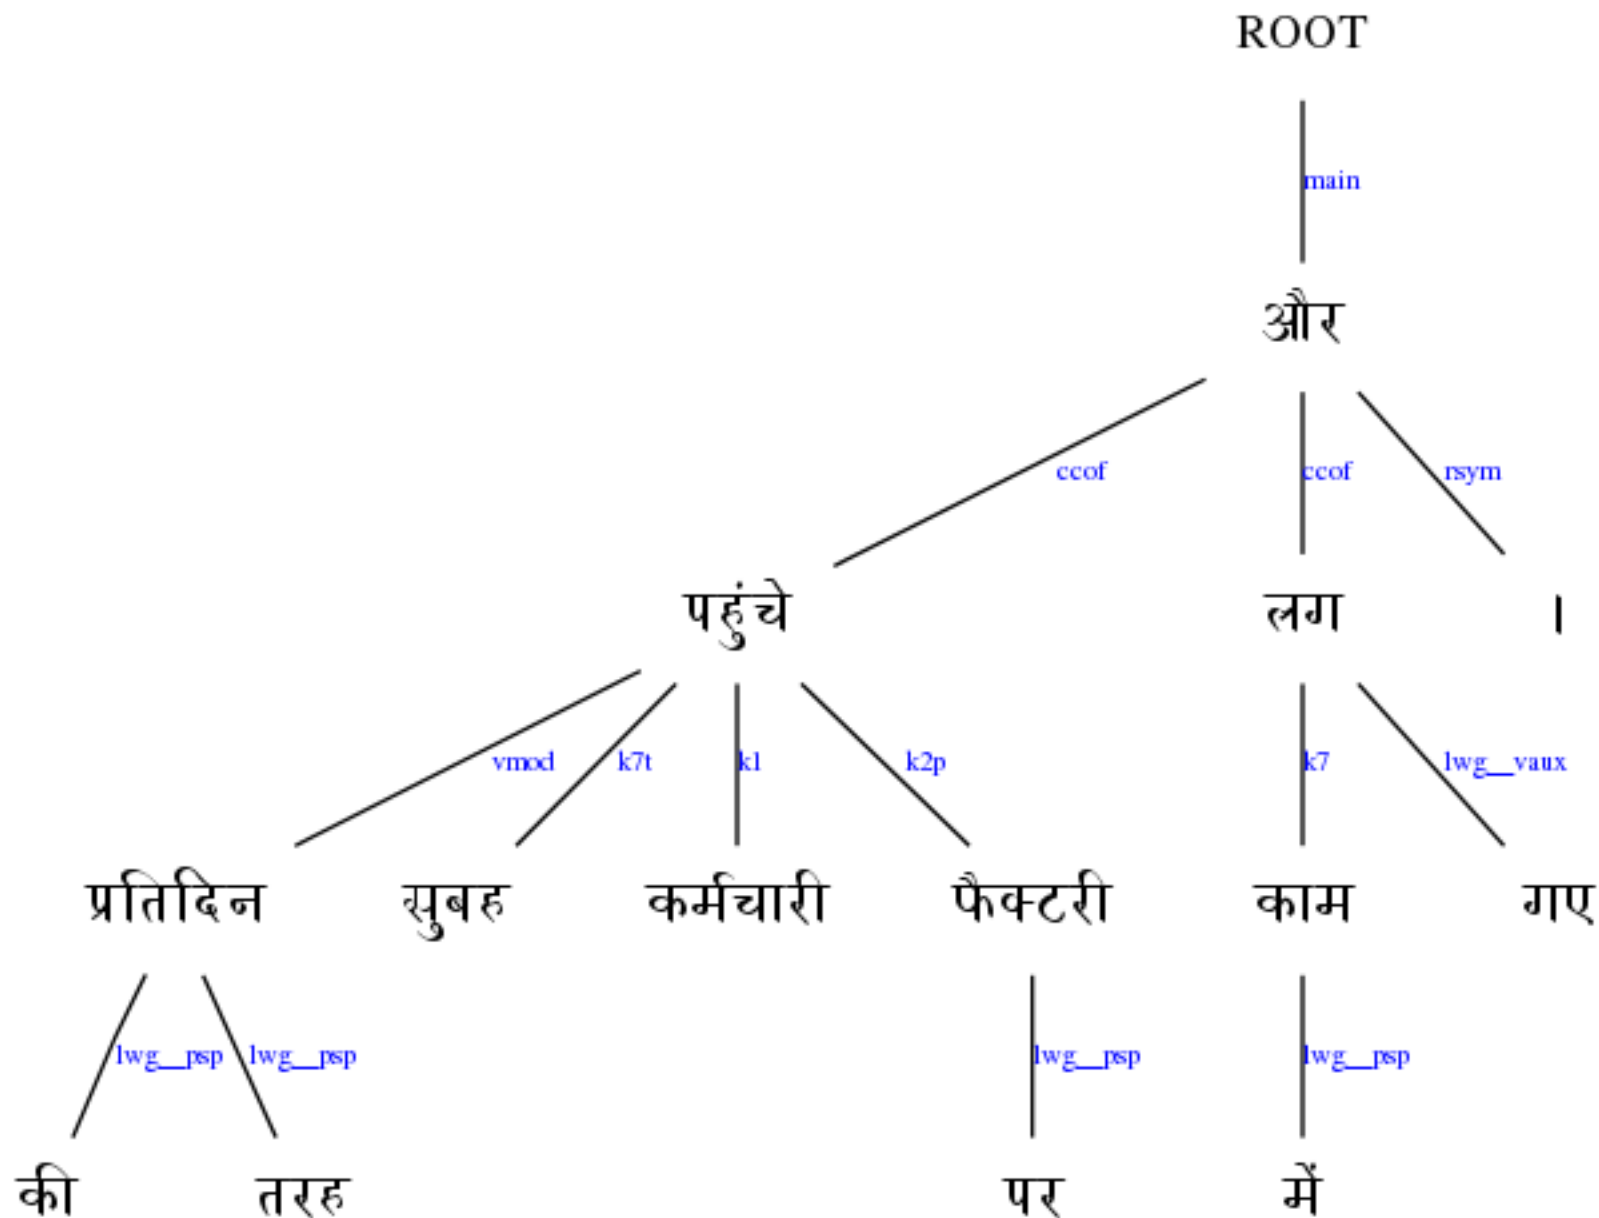 ROOT
main
और
ccof ccof rsym
पहुंचे लग ।
vmod k7t k1 k2p k7 lwg__vaux
प्रतिदिन सुबह कर्मचारी फैक्टरी काम गए
lwg__psp lwg__psp lwg__psp lwg__psp
की तरह पर में